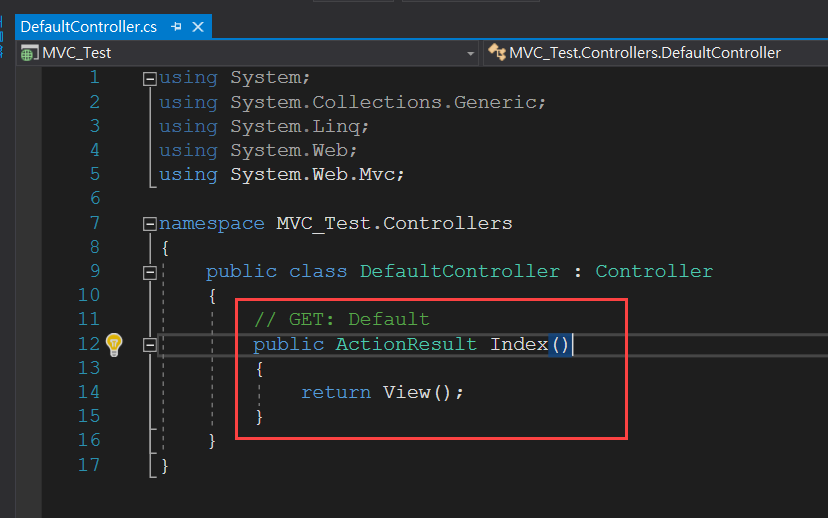 DefaultController.cs
MVC_Test
MVC_Test.Controllers.DefaultController
1 using System;
2 using System.Collections.Generic;
3 using System.Linq;
4 using System.Web;
5 using System.Web.Mvc;
6
7 namespace MVC_Test.Controllers
8 {
9 public class DefaultController : Controller
10 {
11 // GET: Default
12 public ActionResult Index()
13 {
14 return View();
15 }
16 }
17 }